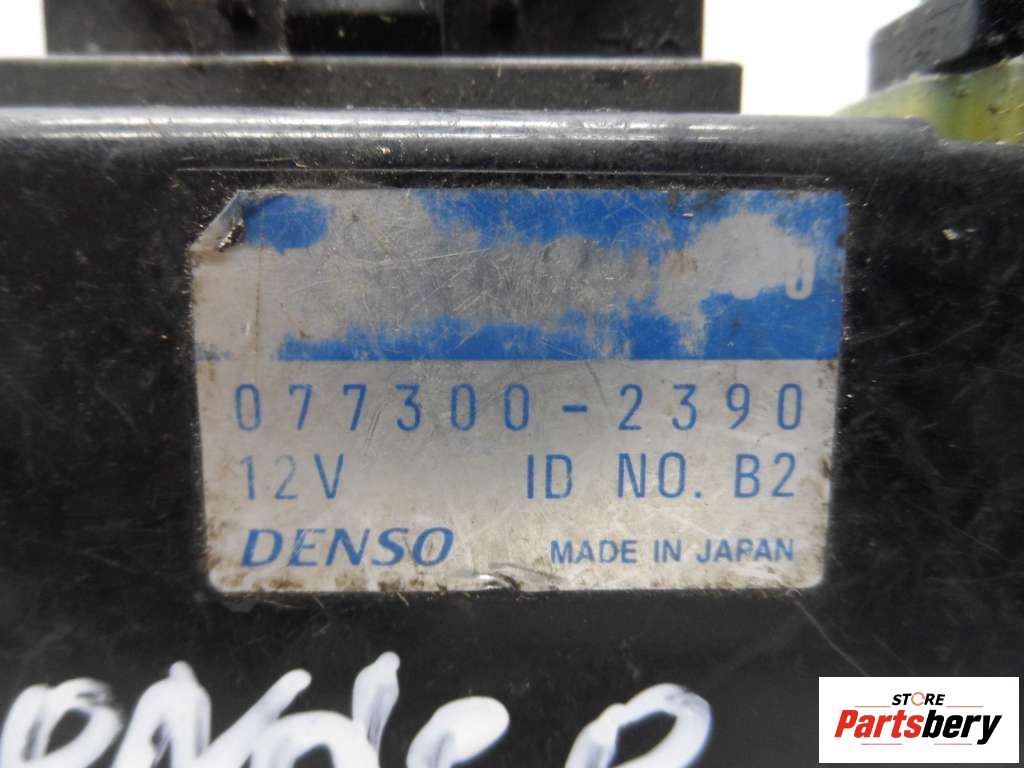 077300-2390
12V ID NO. B2
DENSO MADE IN JAPAN
STORE
Partsbery